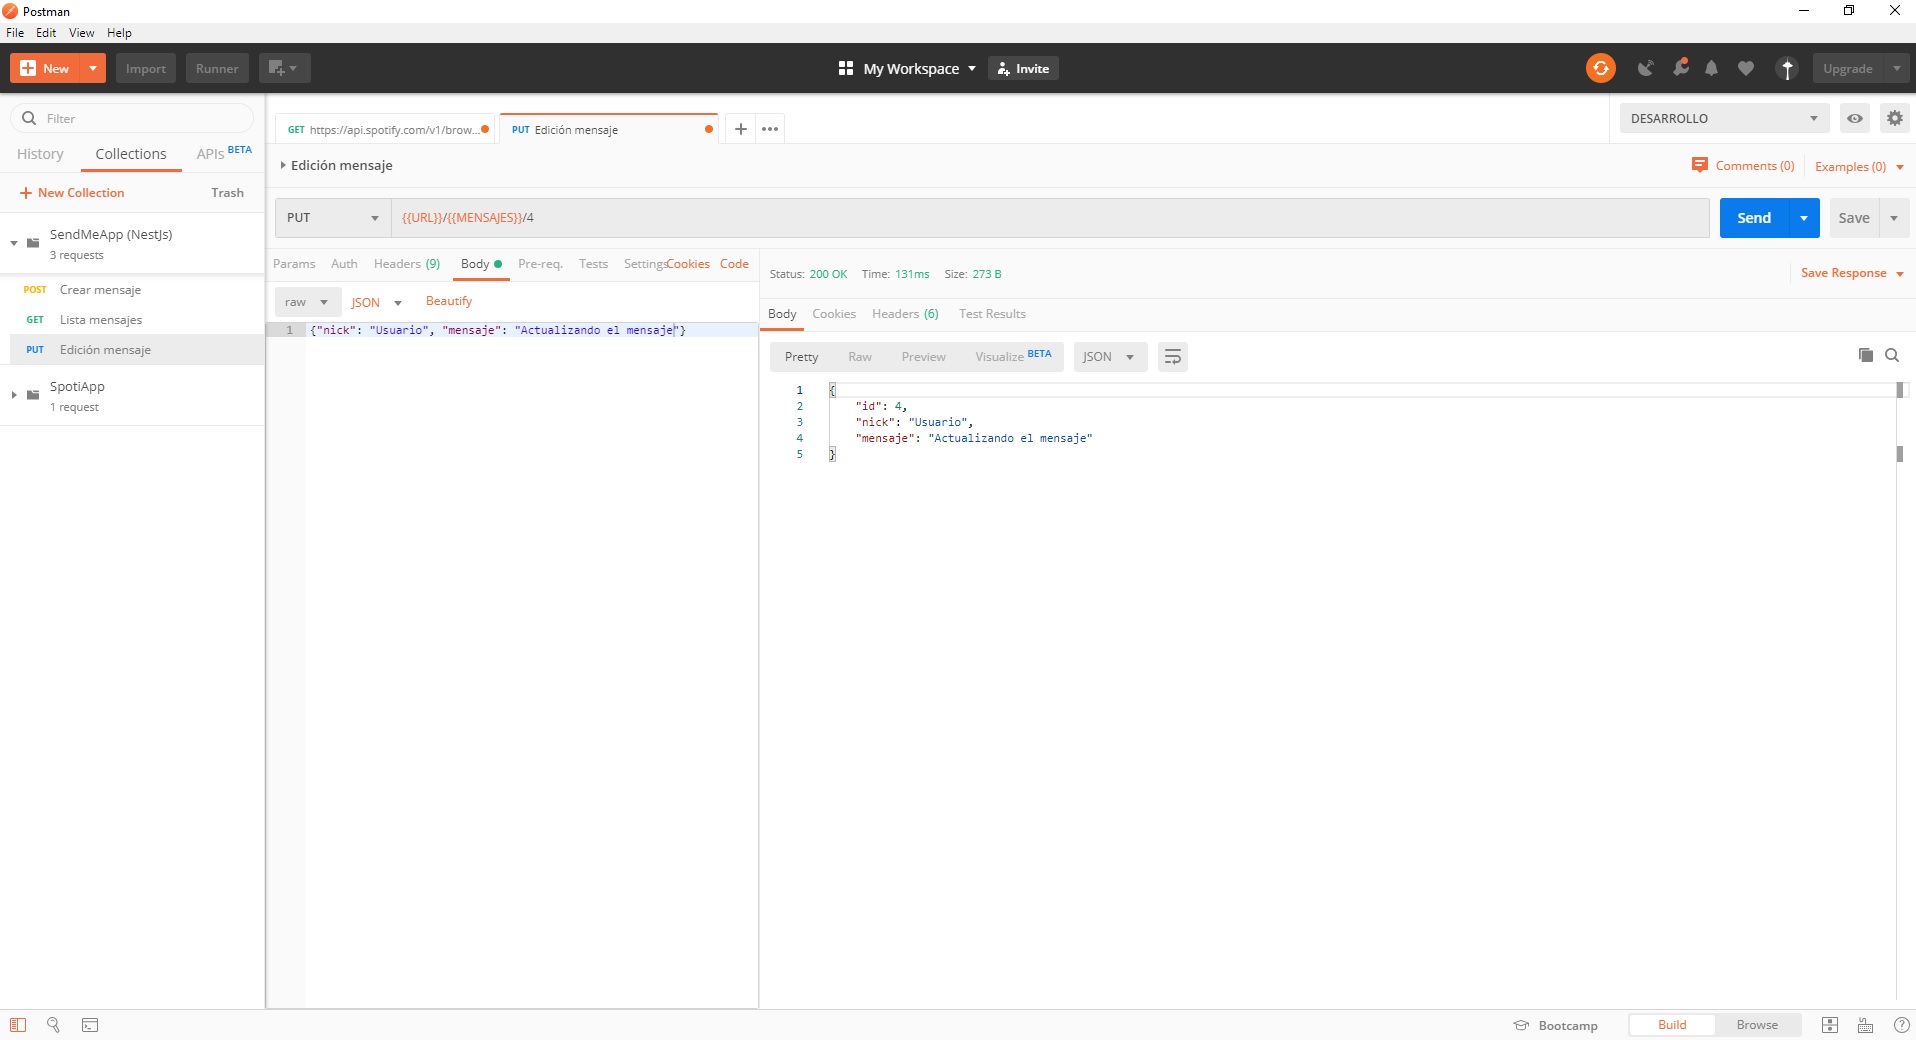 Postman
File Edit View Help
New Import Runner My Workspace Invite Upgrade
Filter
History Collections APIs BETA
New Collection Trash
SendMeApp (NestJs)
3 requests
POST Crear mensaje
GET Lista mensajes
PUT Edición mensaje
SpotiApp
1 request
GET https://api.spotify.com/v1/brow... PUT Edición mensaje
DESARROLLO
Edición mensaje
Comments (0) Examples (0)
PUT {{URL}}/{{MENSAJES}}/4 Send Save
Params Auth Headers (9) Body Pre-req. Tests Settings Cookies Code
raw JSON Beautify
1 {"nick": "Usuario", "mensaje": "Actualizando el mensaje"}
Status: 200 OK Time: 131ms Size: 273 B Save Response
Body Cookies Headers (6) Test Results
Pretty Raw Preview Visualize BETA JSON
1 {
2 "id": 4,
3 "nick": "Usuario",
4 "mensaje": "Actualizando el mensaje"
5 }
Bootcamp Build Browse